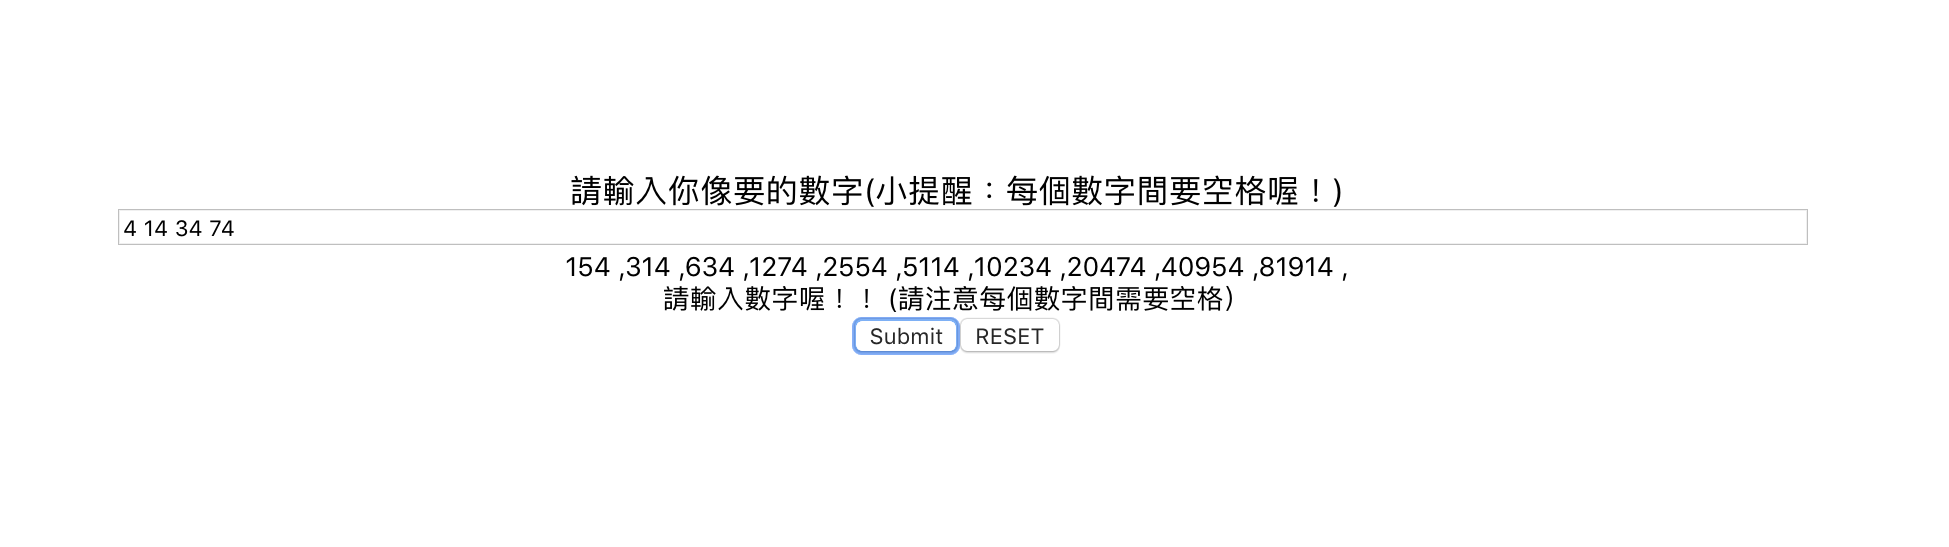 請輸入你像要的數字(小提醒：每個數字間要空格喔！)
4 14 34 74
154 ,314 ,634 ,1274 ,2554 ,5114 ,10234 ,20474 ,40954 ,81914 ,
請輸入數字喔！！ (請注意每個數字間需要空格)
Submit RESET